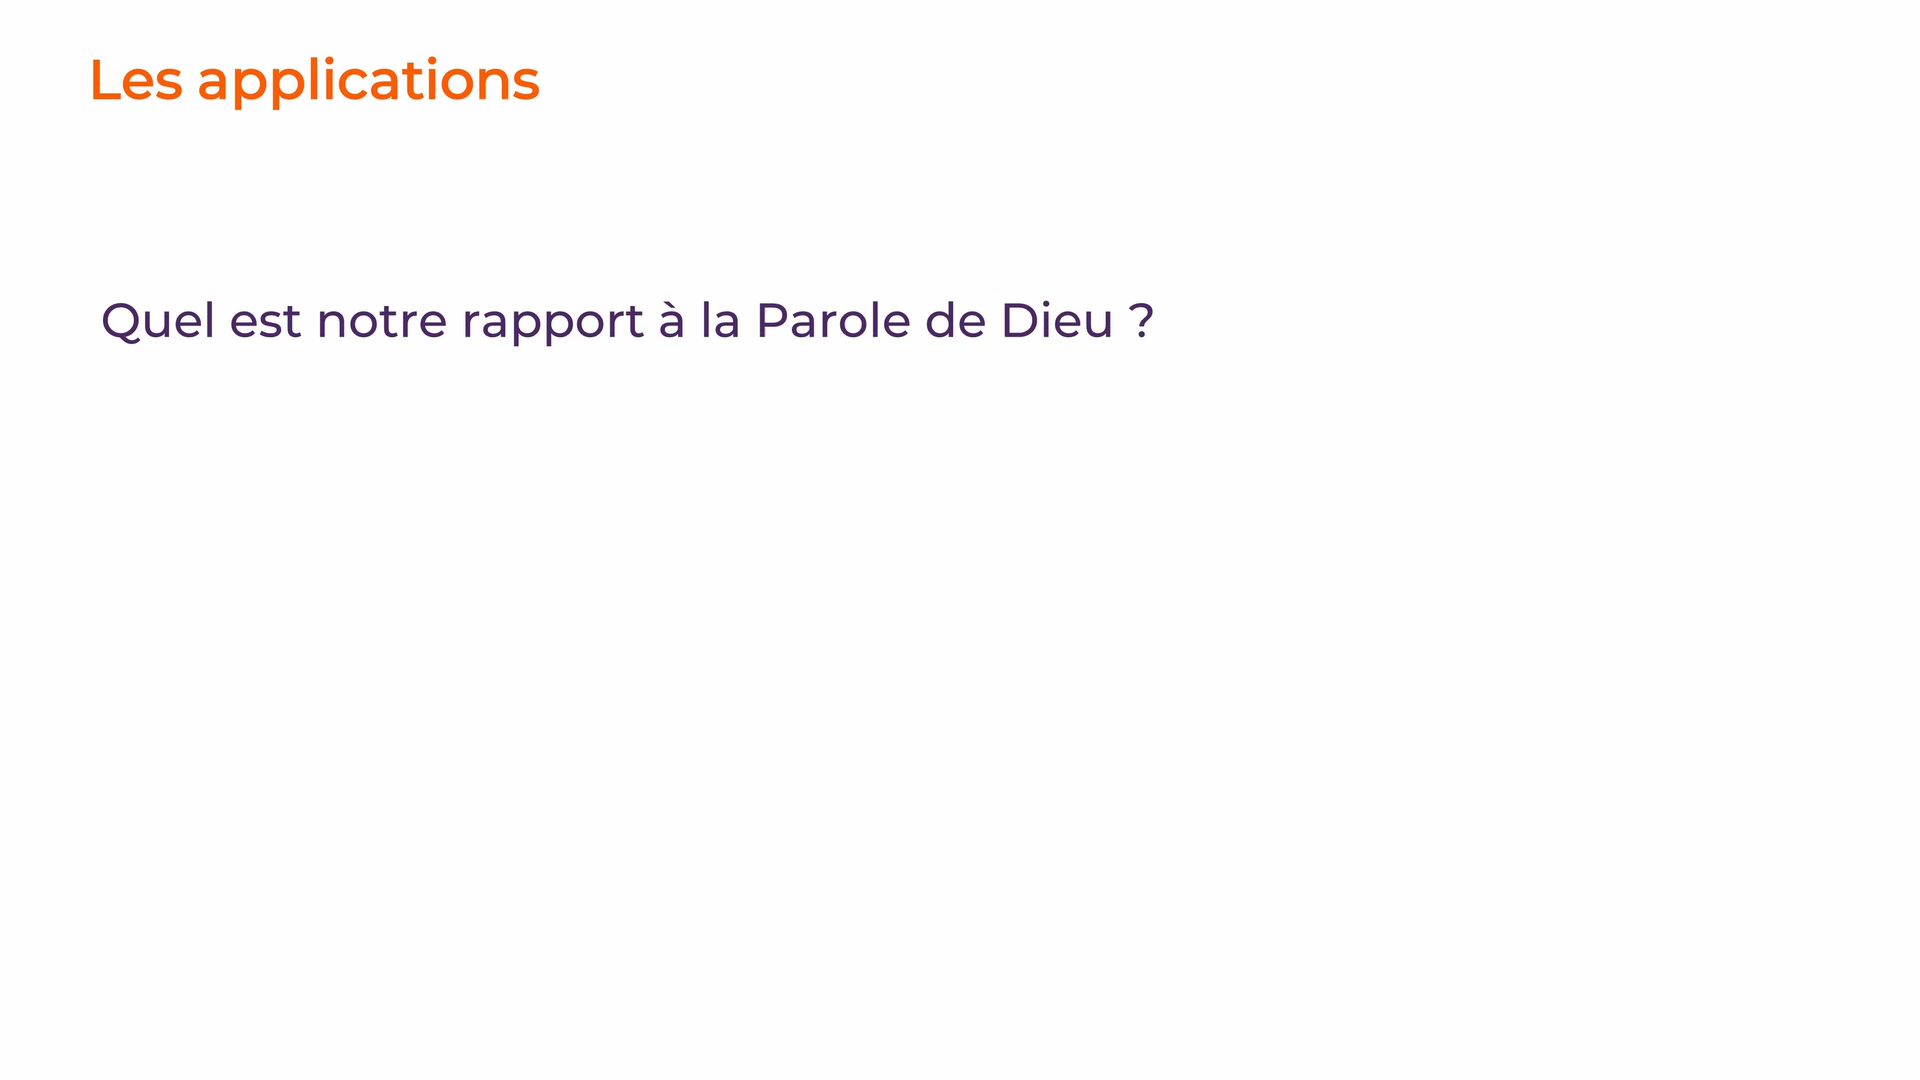 Les applications
Quel est notre rapport à la Parole de Dieu ?